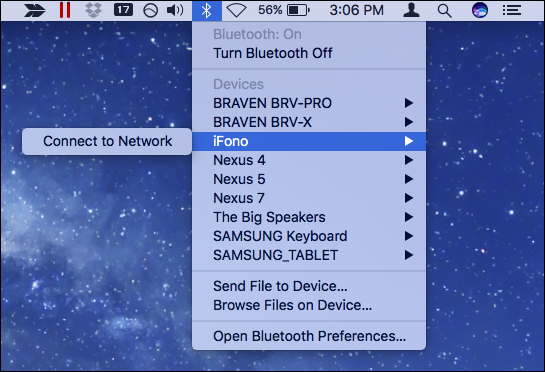 17
56%
3:06 PM
Bluetooth: On
Turn Bluetooth Off
Devices
BRAVEN BRV-PRO
BRAVEN BRV-X
Connect to Network
iFono
Nexus 4
Nexus 5
Nexus 7
The Big Speakers
SAMSUNG Keyboard
SAMSUNG_TABLET
Send File to Device...
Browse Files on Device...
Open Bluetooth Preferences...